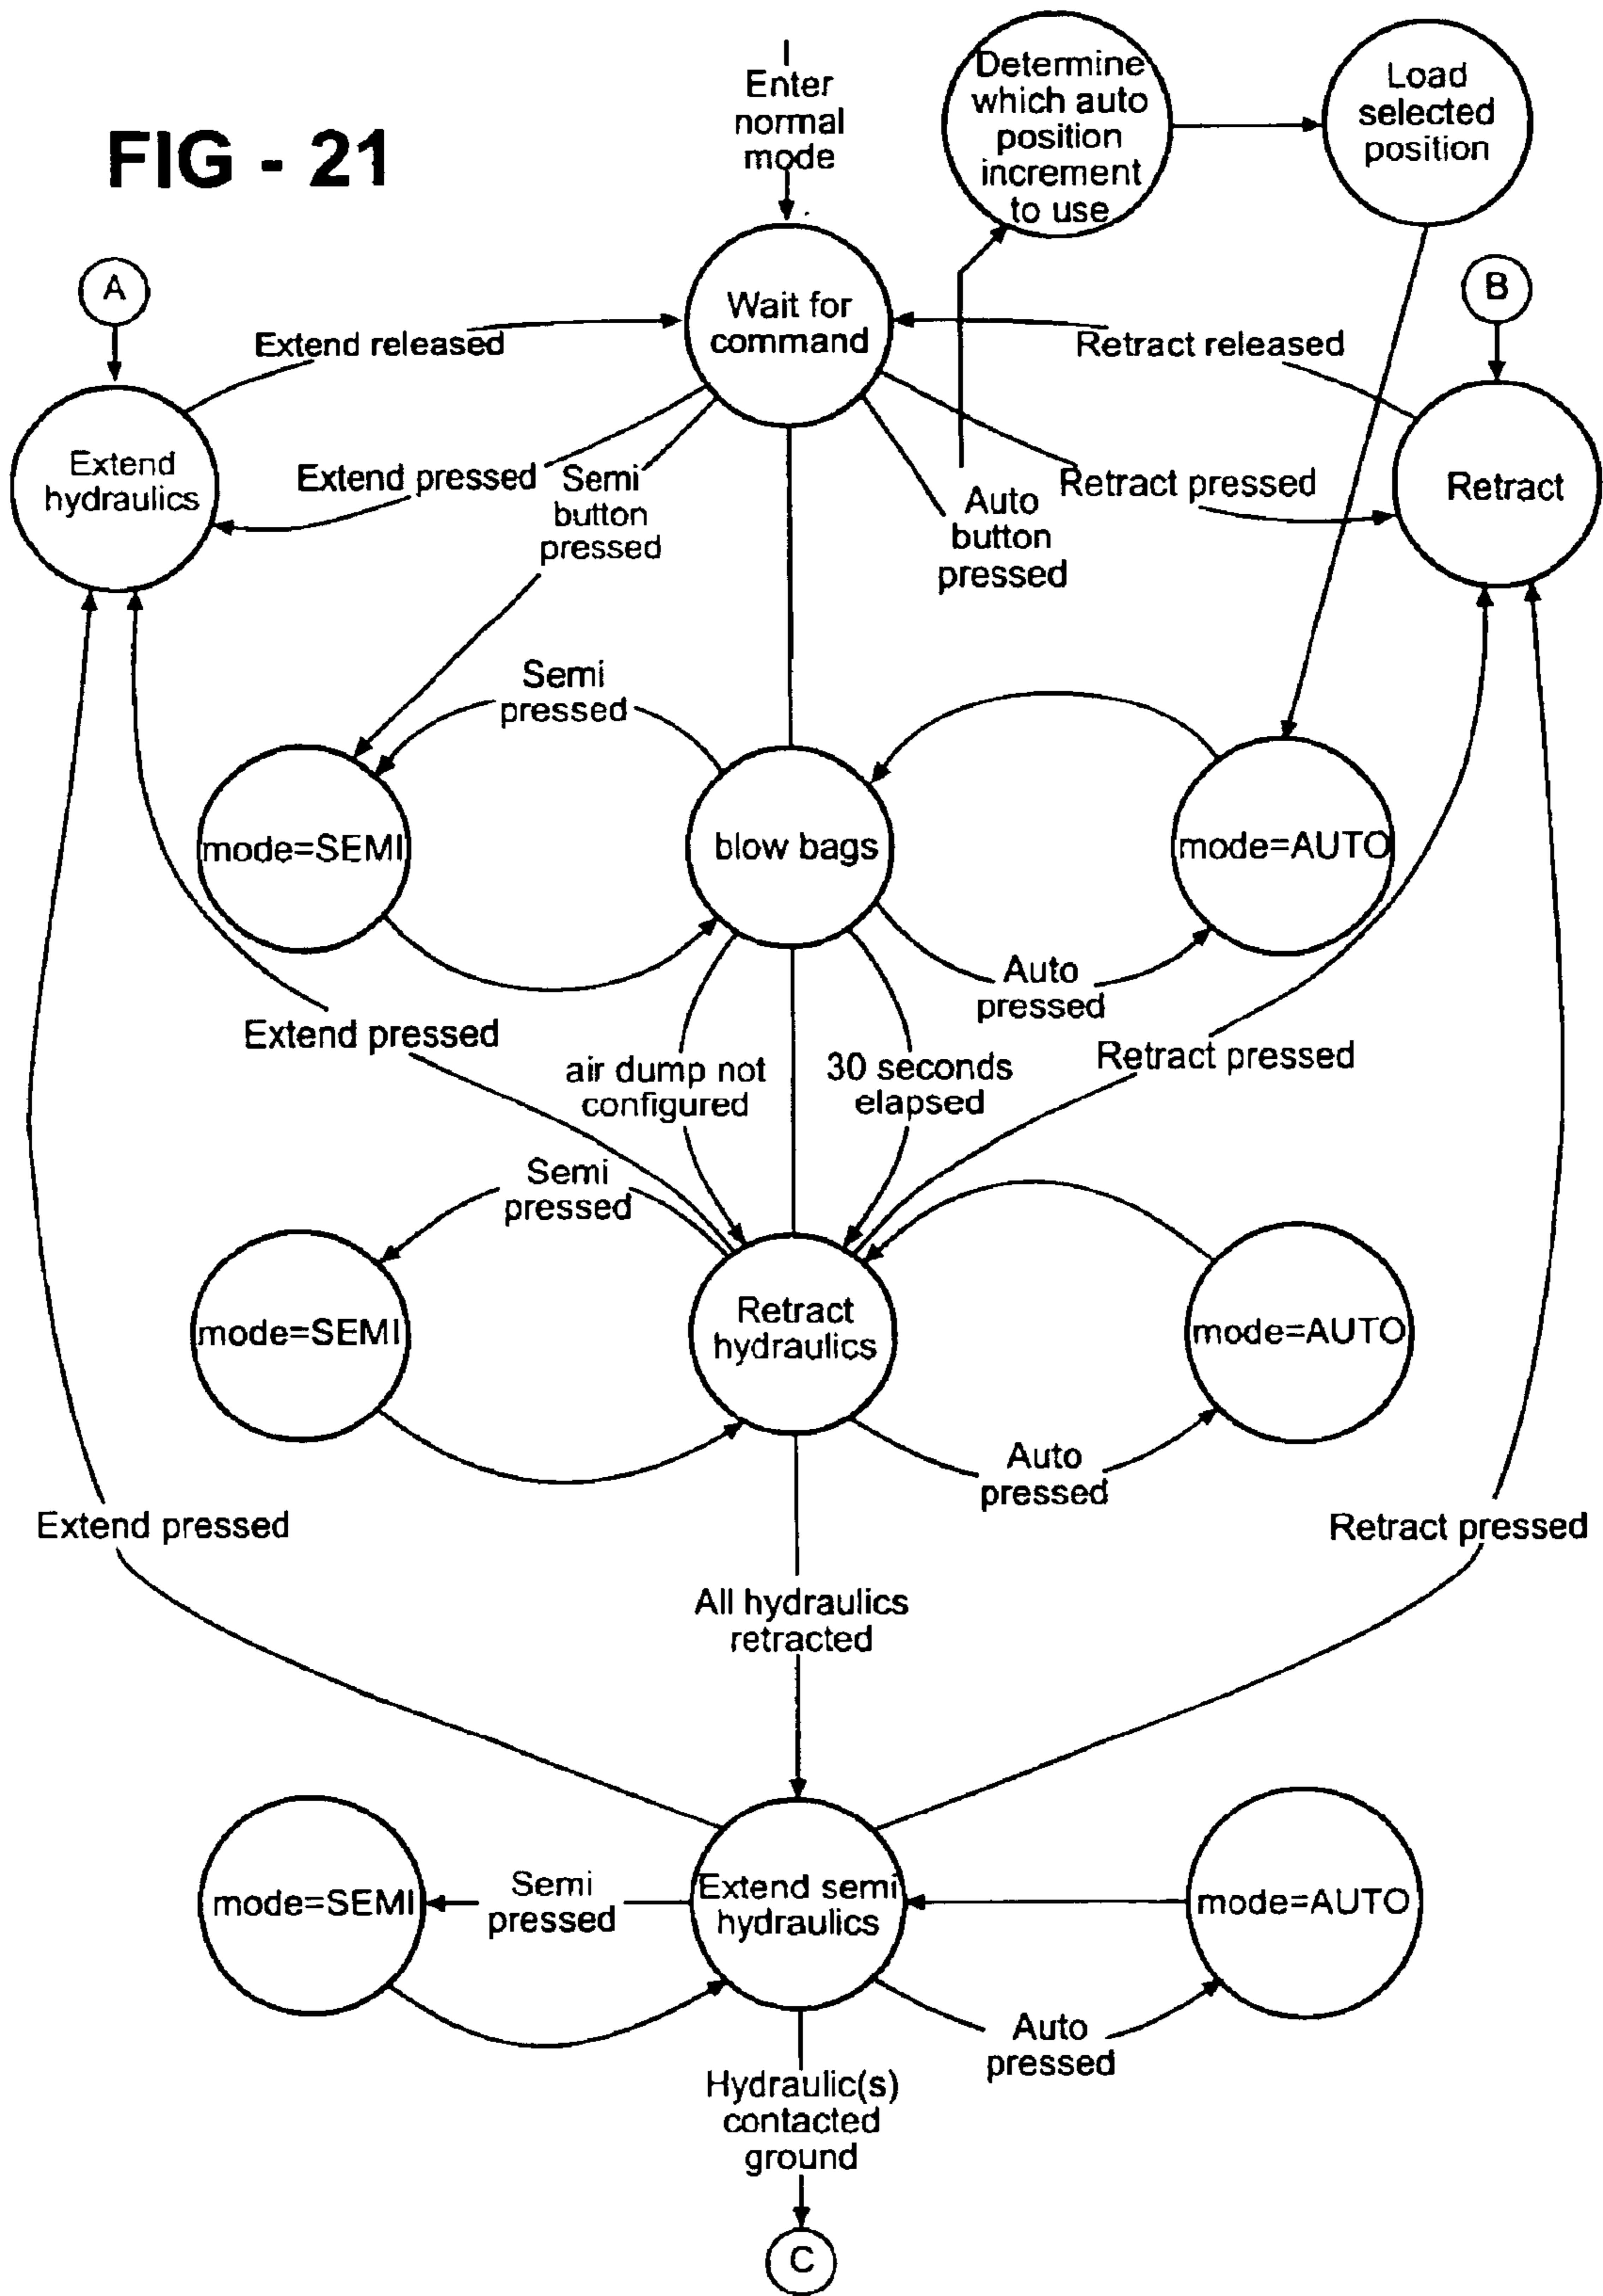 FIG - 21
Enter
normal
mode
Determine
which auto
position
increment
to use
Load
selected
position
A
B
Wait for
command
Extend released
Retract released
Extend
hydraulics
Extend pressed
Semi
button
pressed
Auto
button
pressed
Retract pressed
Retract
Semi
pressed
mode=SEMI
blow bags
mode=AUTO
Auto
pressed
Extend pressed
air dump not
configured
30 seconds
elapsed
Retract pressed
Semi
pressed
mode=SEMI
Retract
hydraulics
mode=AUTO
Auto
pressed
Extend pressed
Retract pressed
All hydraulics
retracted
mode=SEMI
Semi
pressed
Extend semi
hydraulics
mode=AUTO
Auto
pressed
Hydraulic(s)
contacted
ground
C